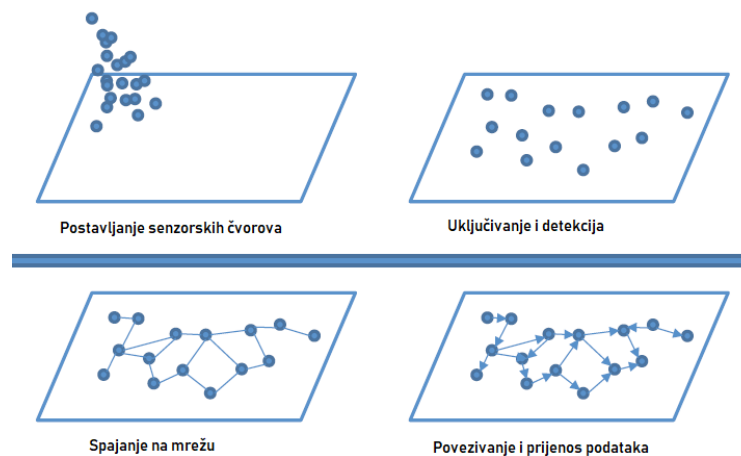 Postavljanje senzorskih čvorova
Uključivanje i detekcija
Spajanje na mrežu
Povezivanje i prijenos podataka